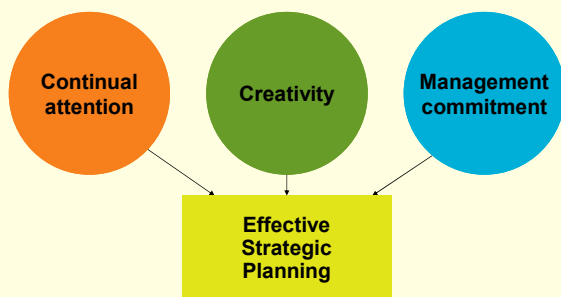 Continual
attention
Creativity
Management
commitment
Effective
Strategic
Planning